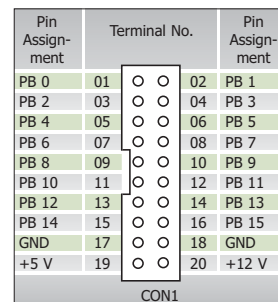 Pin Assign-ment Terminal No. Pin Assign-ment
PB 0 01 02 PB 1
PB 2 03 04 PB 3
PB 4 05 06 PB 5
PB 6 07 08 PB 7
PB 8 09 10 PB 9
PB 10 11 12 PB 11
PB 12 13 14 PB 13
PB 14 15 16 PB 15
GND 17 18 GND
+5 V 19 20 +12 V
CON1